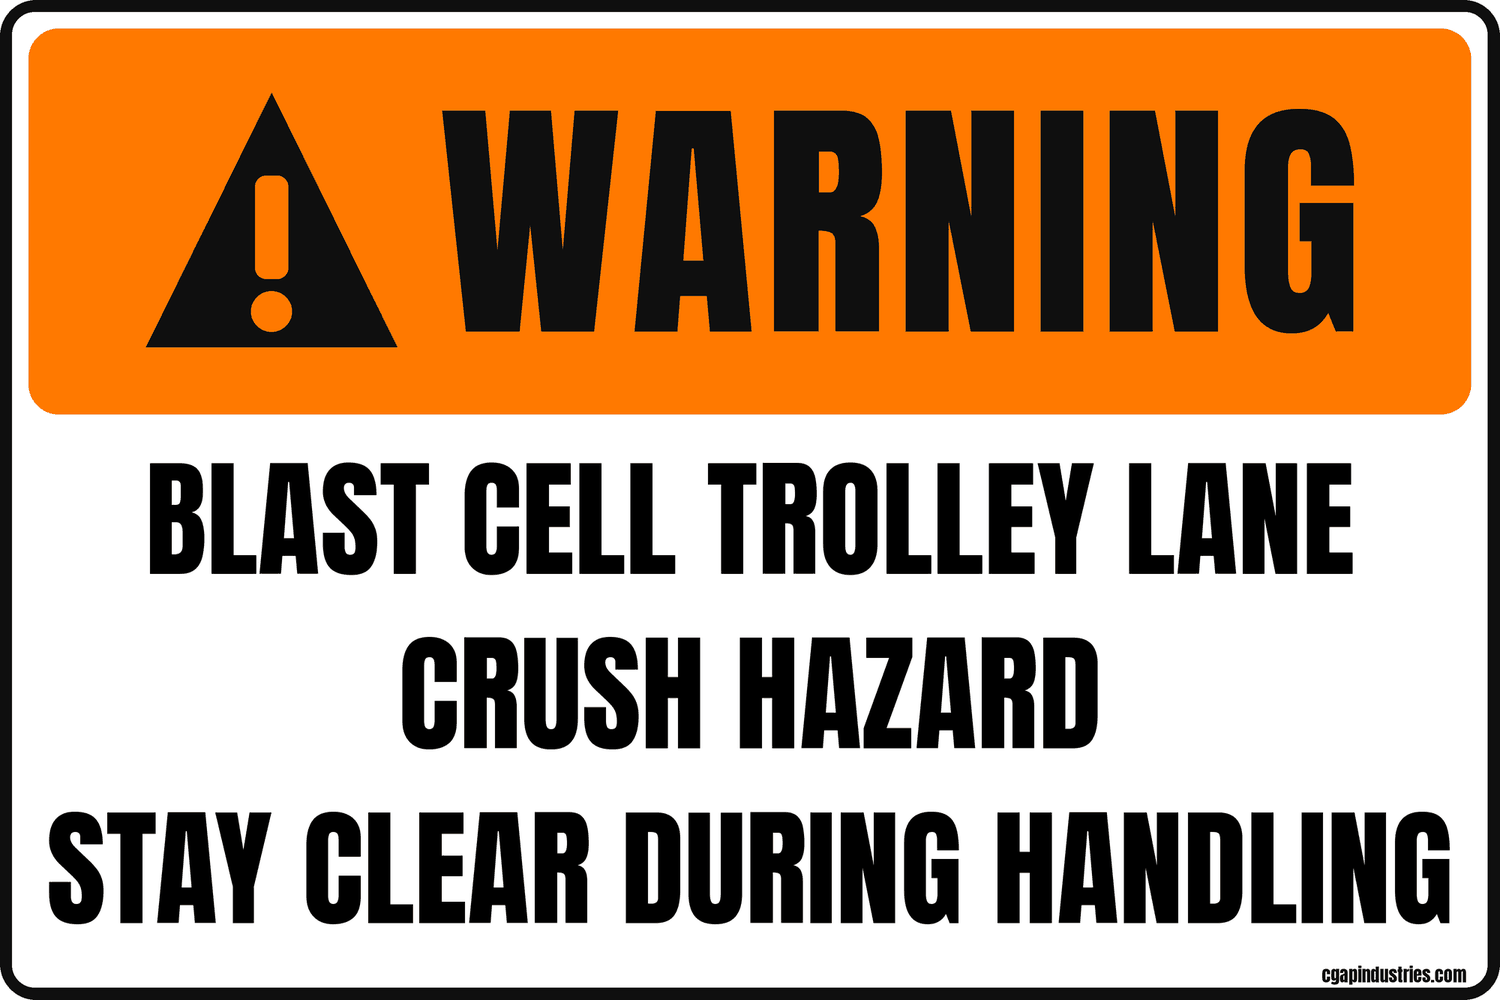 WARNING
BLAST CELL TROLLEY LANE
CRUSH HAZARD
STAY CLEAR DURING HANDLING
cgapindustries.com